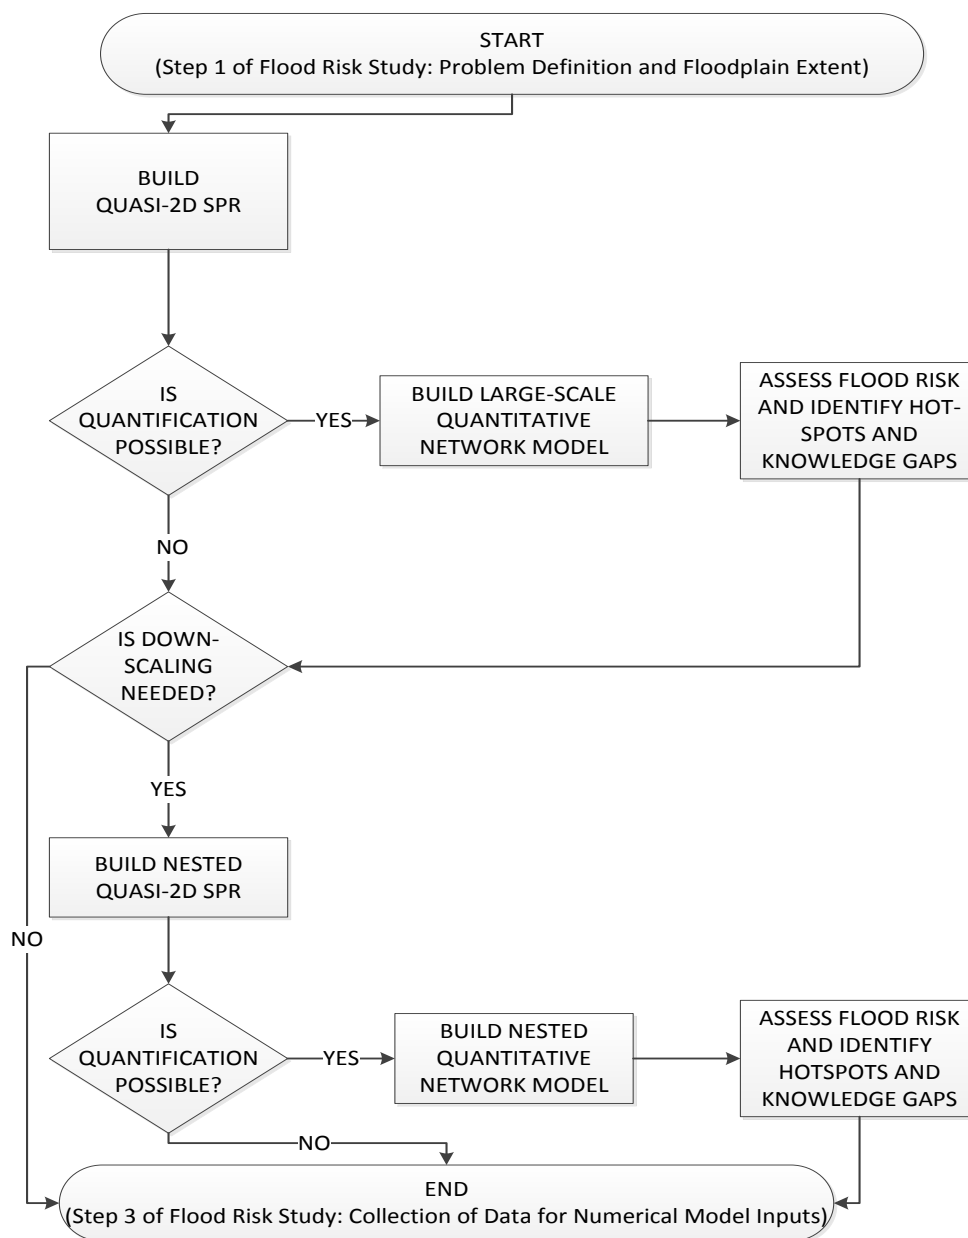 START
(Step 1 of Flood Risk Study: Problem Definition and Floodplain Extent)
BUILD
QUASI-2D SPR
IS
QUANTIFICATION
POSSIBLE?
YES
BUILD LARGE-SCALE
QUANTITATIVE
NETWORK MODEL
ASSESS FLOOD RISK
AND IDENTIFY HOT-
SPOTS AND
KNOWLEDGE GAPS
NO
IS DOWN-
SCALING
NEEDED?
YES
BUILD NESTED
QUASI-2D SPR
NO
IS
QUANTIFICATION
POSSIBLE?
YES
BUILD NESTED
QUANTITATIVE
NETWORK MODEL
ASSESS FLOOD RISK
AND IDENTIFY
HOTSPOTS AND
KNOWLEDGE GAPS
NO
END
(Step 3 of Flood Risk Study: Collection of Data for Numerical Model Inputs)